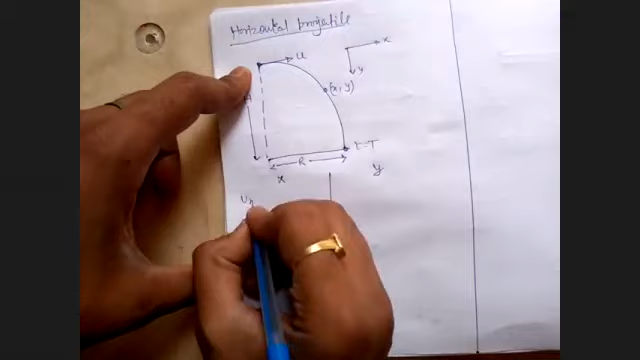 Horizontal projectile
u
x
y
(x, y)
H
t=T
R
x
y